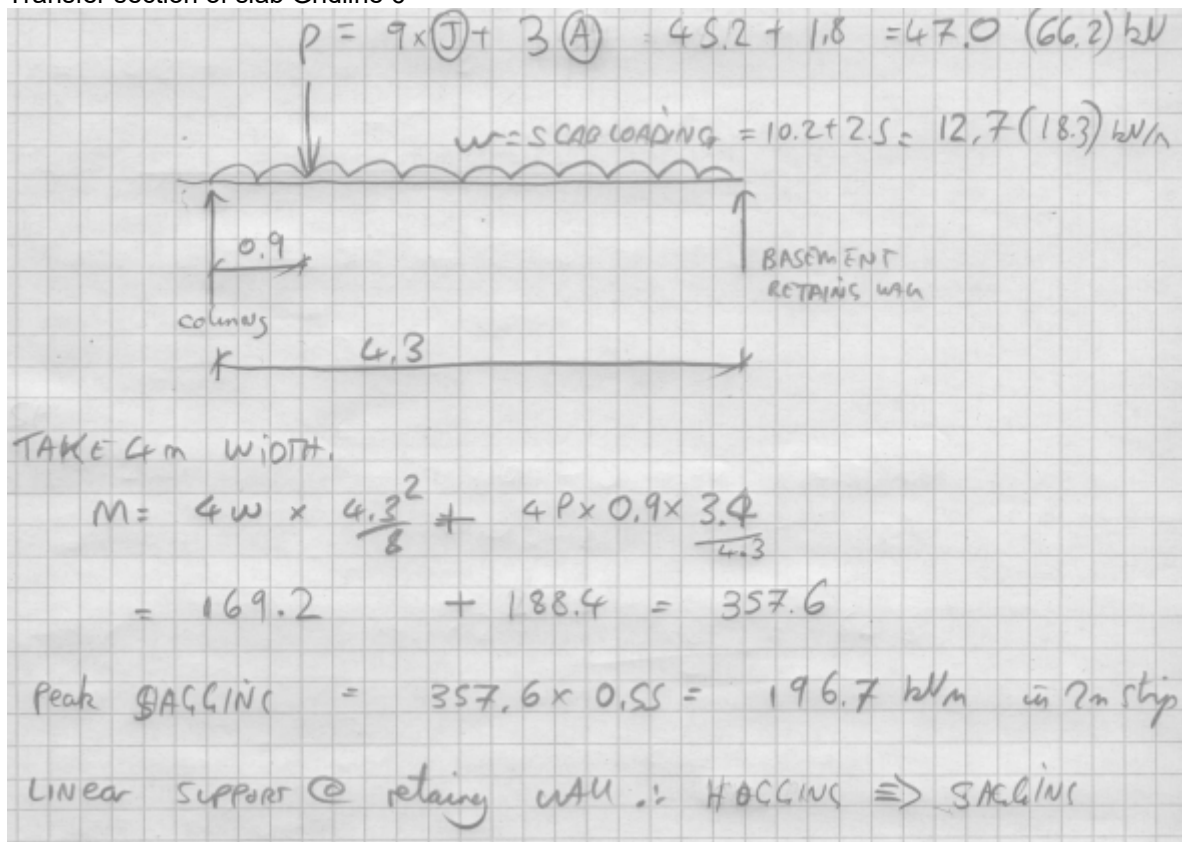 Transfer section of slab Gridline
P = 9 x (J) + 3 (A) = 45.2 + 1.8 = 47.0 (66.2) kN
w = SLAB LOADING = 10.2 + 2.5 = 12.7 (18.3) kN/m
0.9
BASEMENT
RETAINING WALL
columns
4.3
TAKE 4m WIDTH.
M = 4w x 4.3²/8 + 4P x 0.9 x 3.4/4.3
= 169.2 + 188.4 = 357.6
Peak SAGGING = 357.6 x 0.55 = 196.7 kNm in 2m strip
LINEAR SUPPORT @ retaining WALL ∴ HOGGING ≡> SAGGING